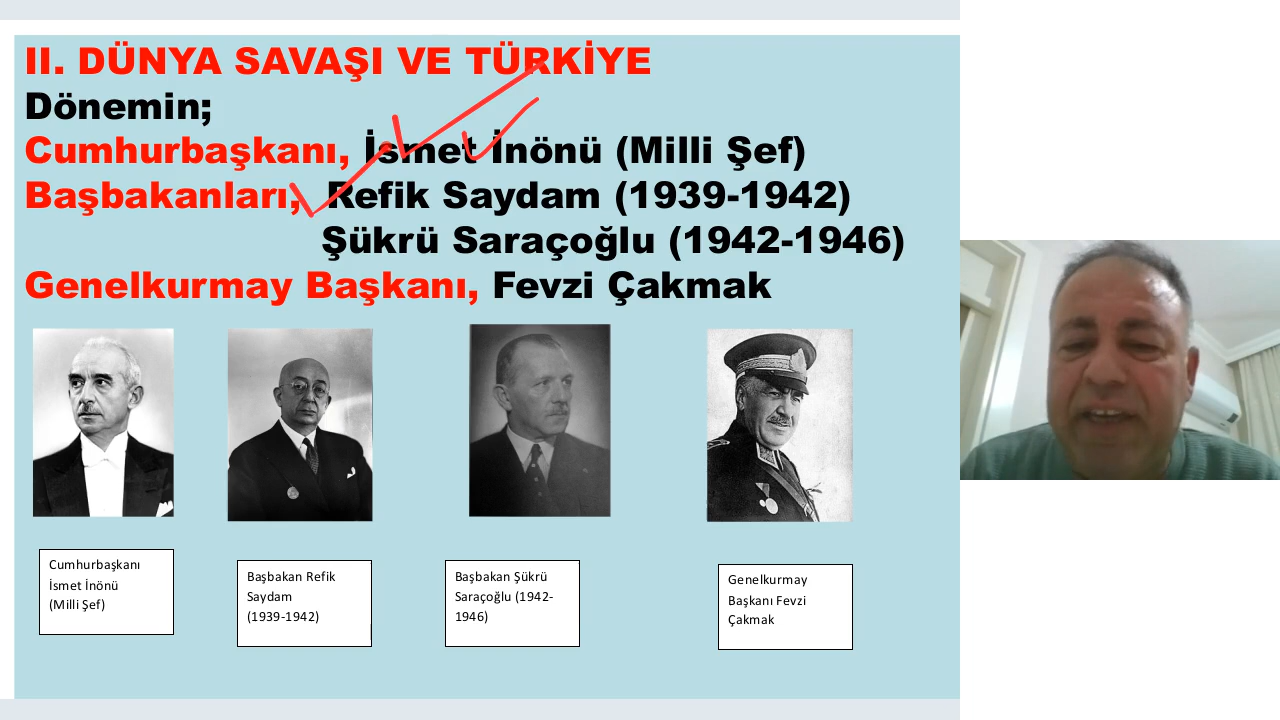 II. DÜNYA SAVAŞI VE TÜRKİYE
Dönemin;
Cumhurbaşkanı, İsmet İnönü (Milli Şef)
Başbakanları, Refik Saydam (1939-1942)
Şükrü Saraçoğlu (1942-1946)
Genelkurmay Başkanı, Fevzi Çakmak
Cumhurbaşkanı
İsmet İnönü
(Milli Şef)
Başbakan Refik
Saydam
(1939-1942)
Başbakan Şükrü
Saraçoğlu (1942-
1946)
Genelkurmay
Başkanı Fevzi
Çakmak